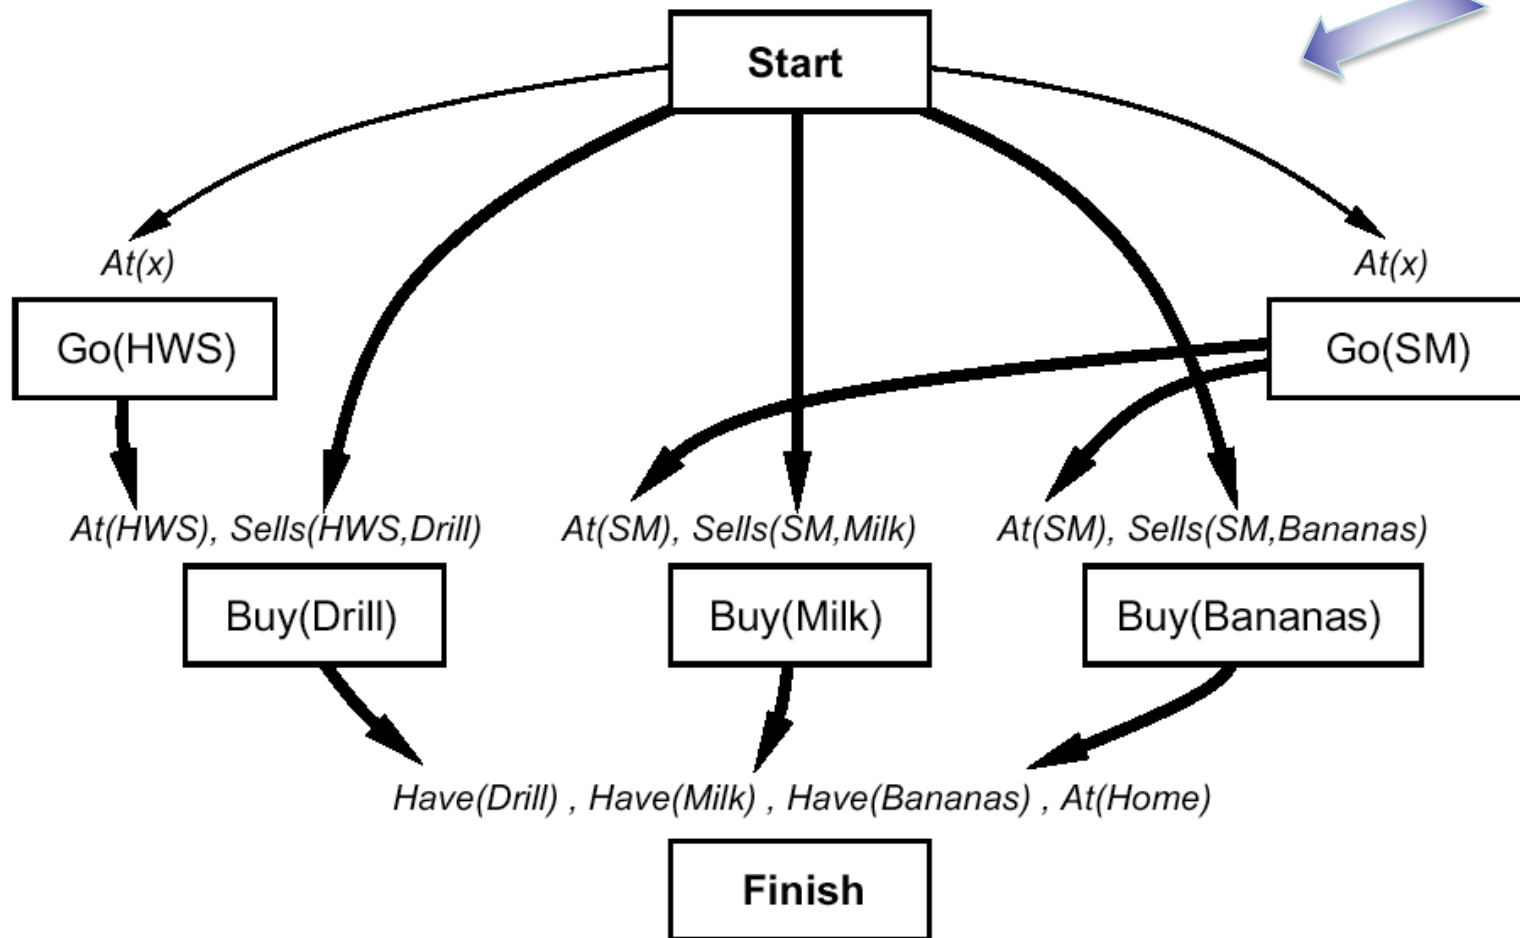 Start
At(x)
At(x)
Go(HWS)
Go(SM)
At(HWS), Sells(HWS,Drill)
At(SM), Sells(SM,Milk)
At(SM), Sells(SM,Bananas)
Buy(Drill)
Buy(Milk)
Buy(Bananas)
Have(Drill) , Have(Milk) , Have(Bananas) , At(Home)
Finish